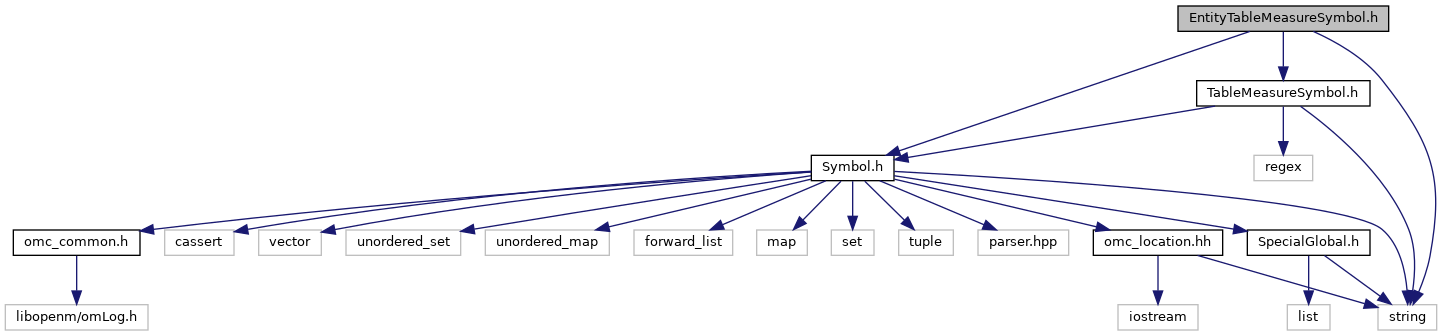 EntityTableMeasureSymbol.h
TableMeasureSymbol.h
Symbol.h
regex
omc_common.h
cassert
vector
unordered_set
unordered_map
forward_list
map
set
tuple
parser.hpp
omc_location.hh
SpecialGlobal.h
libopenm/omLog.h
iostream
list
string